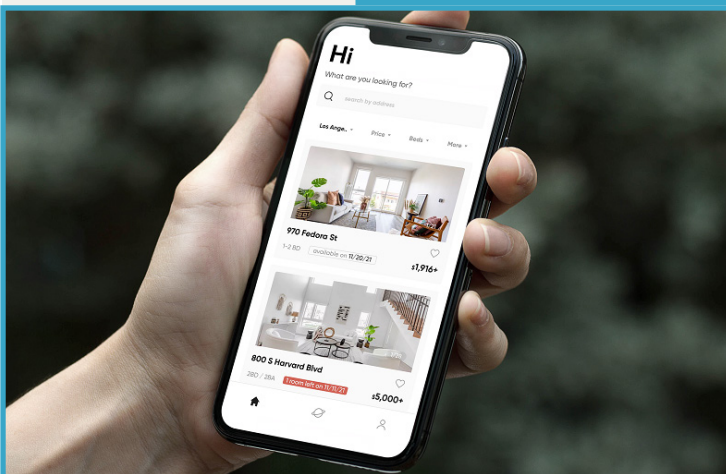 Hi
What are you looking for?
search by address
Los Ange.. Price Beds More
970 Fedora St
1-2 BD available on 11/20/21
$1,916+
800 S Harvard Blvd
2BD / 2BA 1 room left on 11/11/21
$5,000+